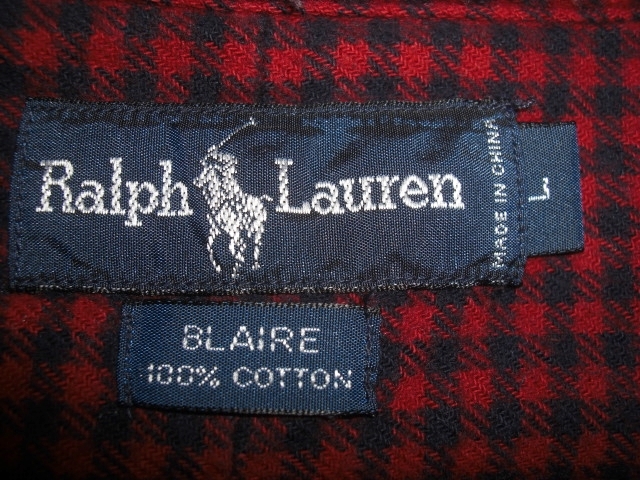 Ralph Lauren
MADE IN CHINA
L
BLAIRE
100% COTTON